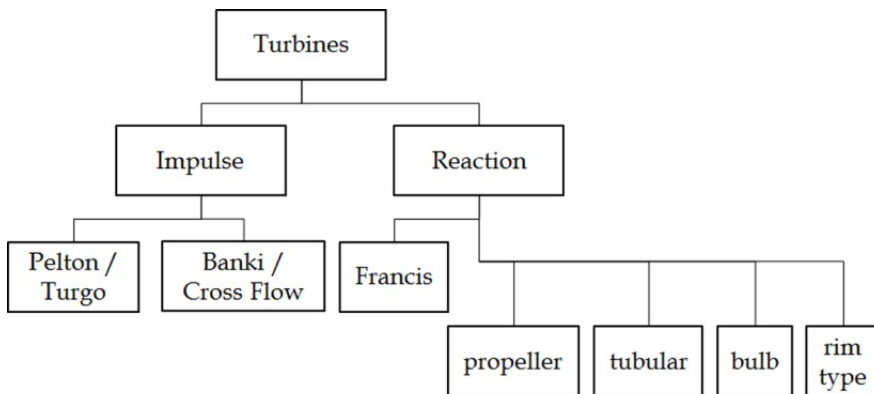 Turbines
Impulse
Reaction
Pelton /
Turgo
Banki /
Cross Flow
Francis
propeller
tubular
bulb
rim
type